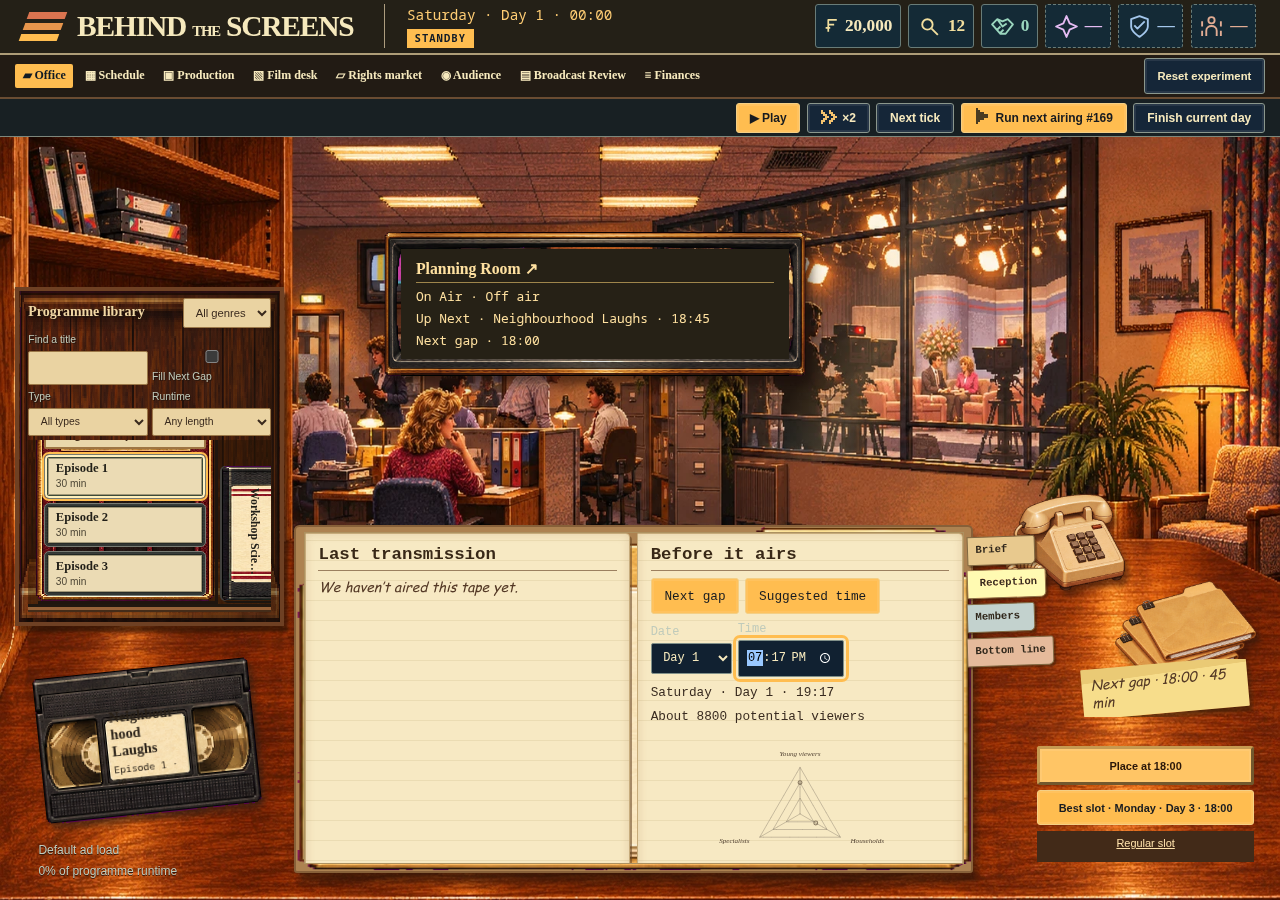 BEHIND THE SCREENS
Saturday · Day 1 · 00:00
STANDBY
20,000
12
0
—
—
—
Office
Schedule
Production
Film desk
Rights market
Audience
Broadcast Review
Finances
Reset experiment
Play
×2
Next tick
Run next airing #169
Finish current day
Programme library
All genres
Find a title
Fill Next Gap
Type
Runtime
All types
Any length
Episode 1
30 min
Episode 2
30 min
Episode 3
30 min
Workshop Scie…
Planning Room ↗
On Air · Off air
Up Next · Neighbourhood Laughs · 18:45
Next gap · 18:00
hood
Laughs
Episode 1 ·
Default ad load
0% of programme runtime
Last transmission
We haven't aired this tape yet.
Before it airs
Next gap
Suggested time
Date
Time
Day 1
07:17 PM
Saturday · Day 1 · 19:17
About 8800 potential viewers
Young viewers
Specialists
Households
Brief
Reception
Members
Bottom line
Next gap · 18:00 · 45
min
Place at 18:00
Best slot · Monday · Day 3 · 18:00
Regular slot